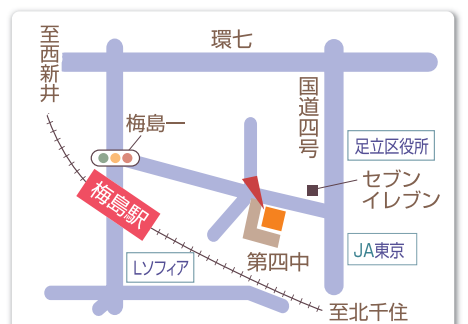 至西新井
環七
国道四号
梅島一
足立区役所
セブン
イレブン
梅島駅
第四中
JA東京
Lソフィア
至北千住